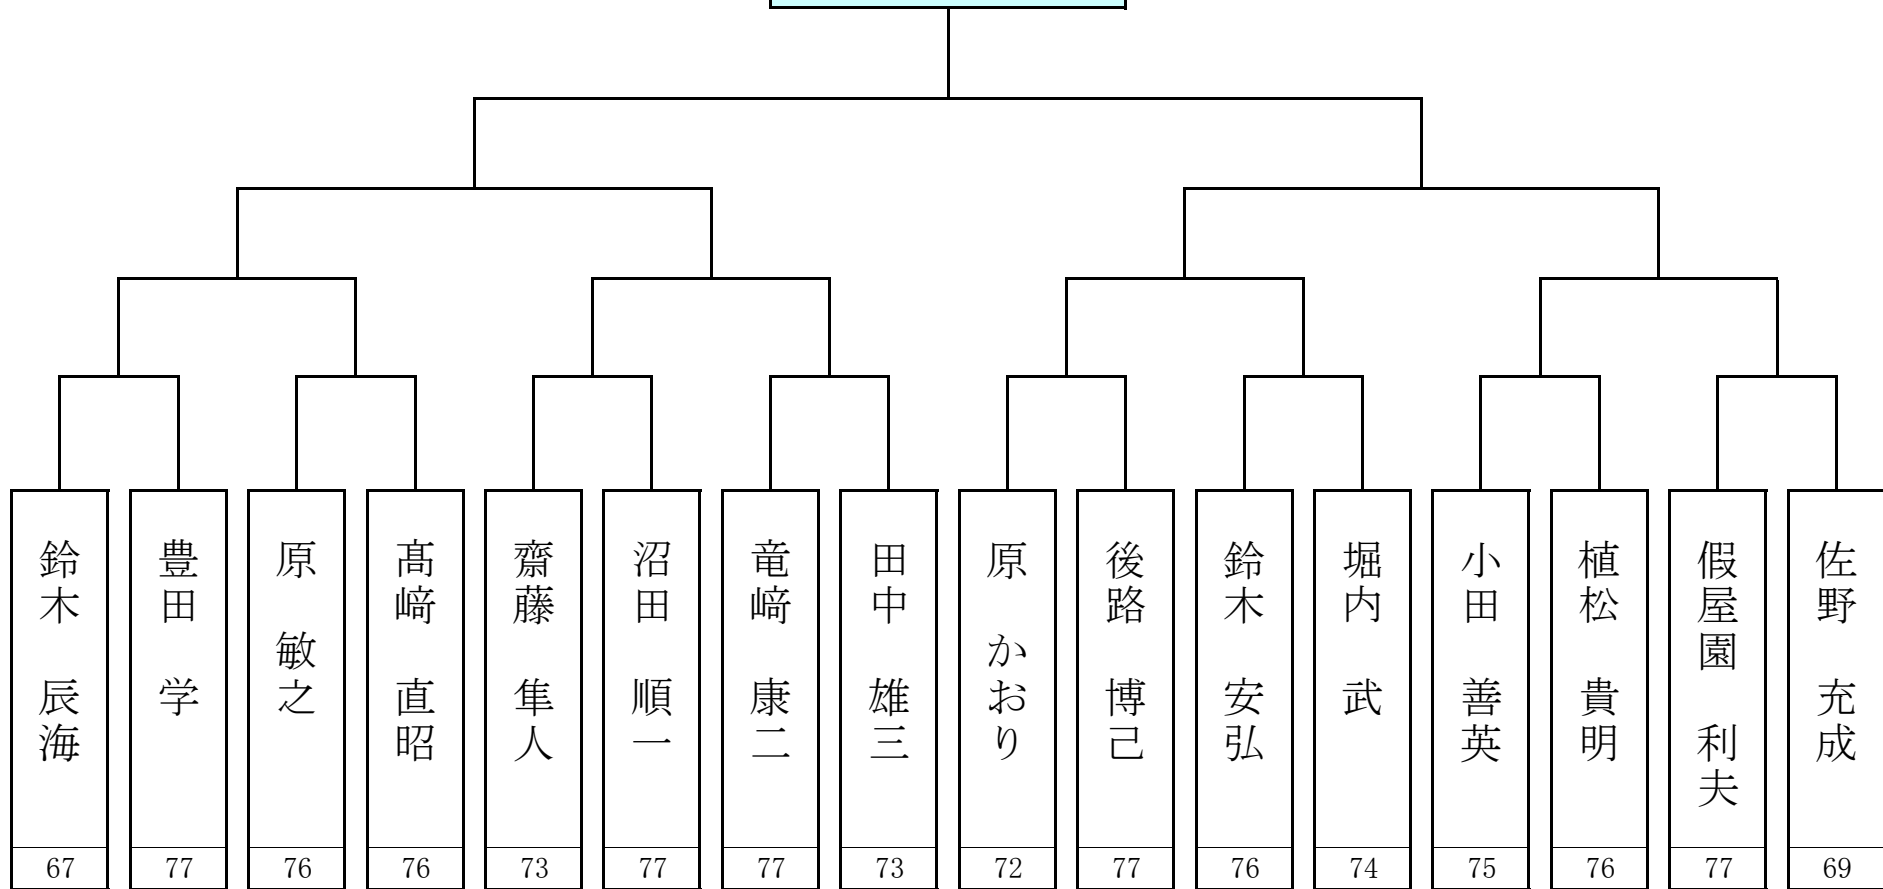 鈴木 辰海
豊田 学
原 敏之
髙﨑 直昭
齋藤 隼人
沼田 順一
竜﨑 康二
田中 雄三
原 かおり
後路 博己
鈴木 安弘
堀内 武
小田 善英
植松 貴明
假屋園 利夫
佐野 充成
67 77 76 76 73 77 77 73 72 77 76 74 75 76 77 69